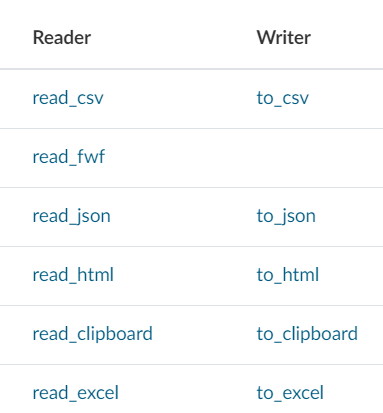 Reader Writer
read_csv to_csv
read_fwf
read_json to_json
read_html to_html
read_clipboard to_clipboard
read_excel to_excel